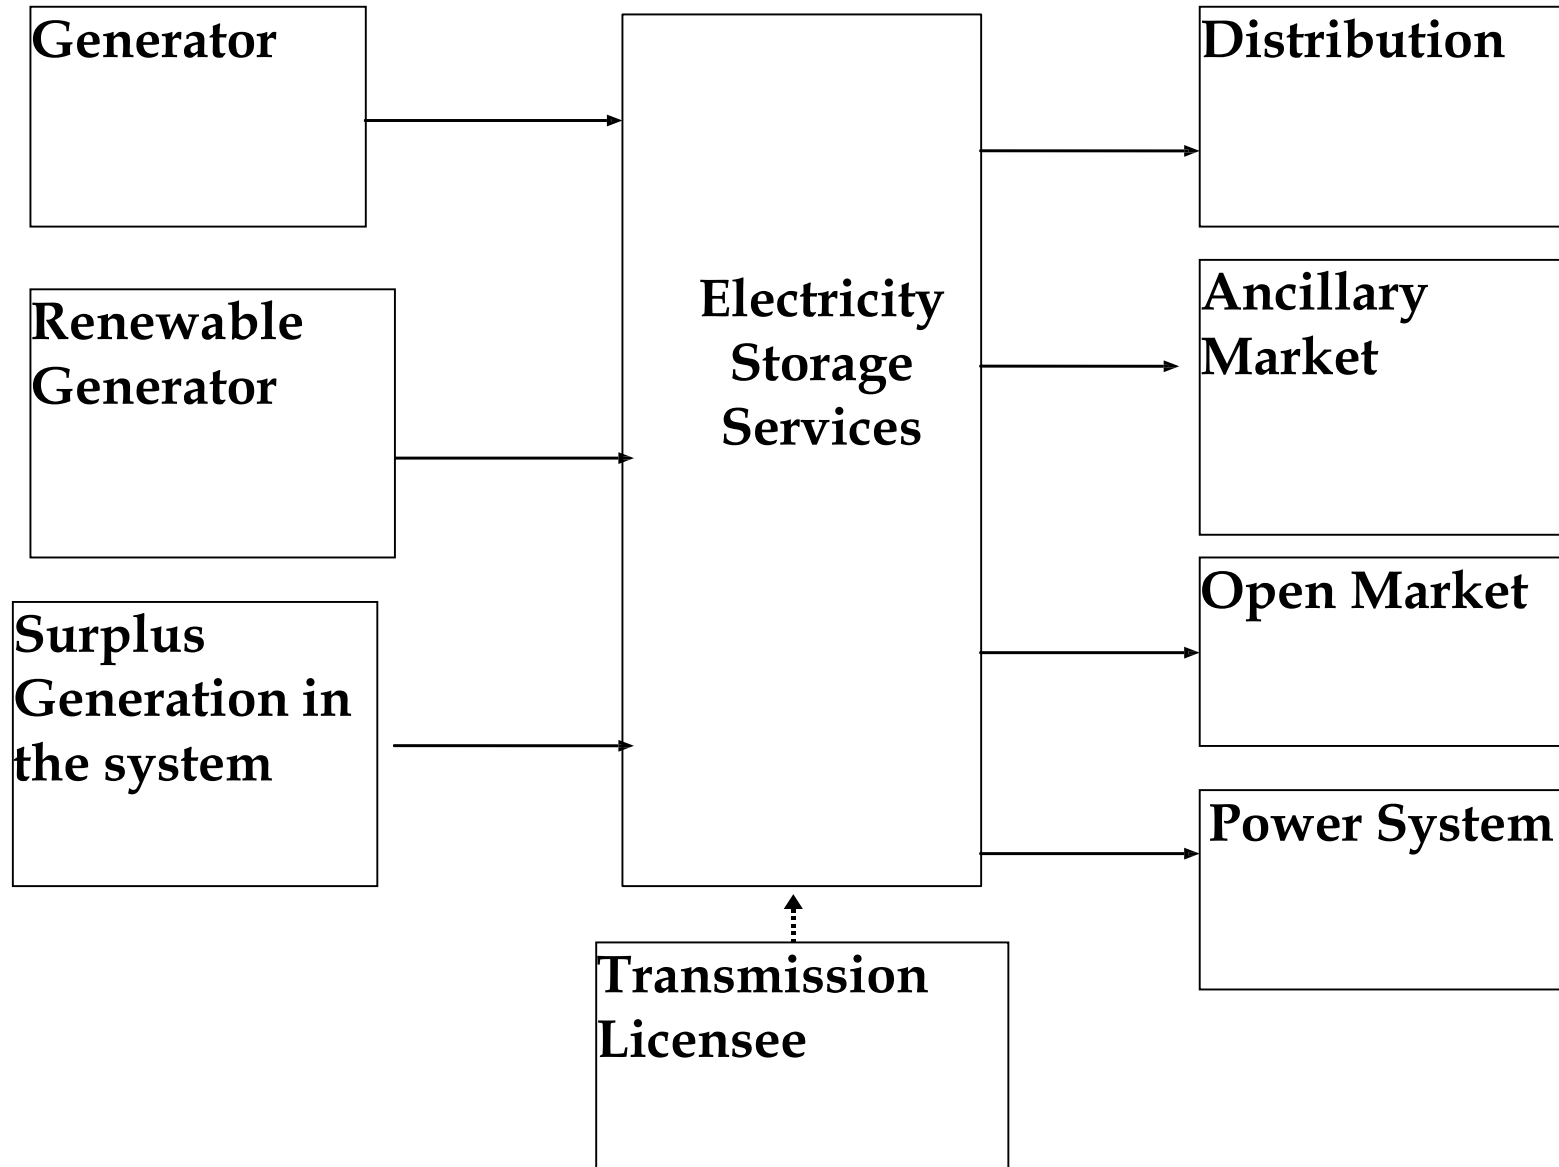 Generator
Renewable
Generator
Surplus
Generation in
the system
Electricity
Storage
Services
Transmission
Licensee
Distribution
Ancillary
Market
Open Market
Power System